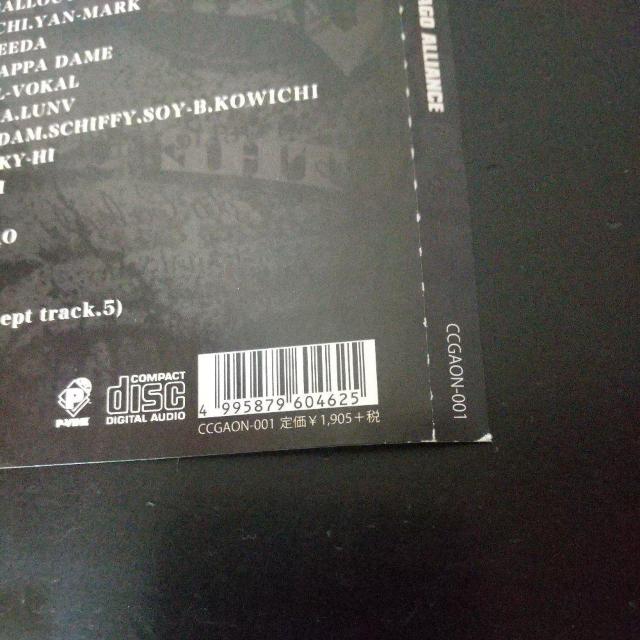 CHI.YAN-MARK
EEDA
APPA DAME
.VOKAL
A.LUNV
DAM.SCHIFFY.SOY-B.KOWICHI
KY-HI
I
O
ept track.5)
P-VINE
COMPACT
disc
DIGITAL AUDIO
4 995879 604625
CCGAON-001 定価¥1,905+税
ALLIANCE
CCGAON-001